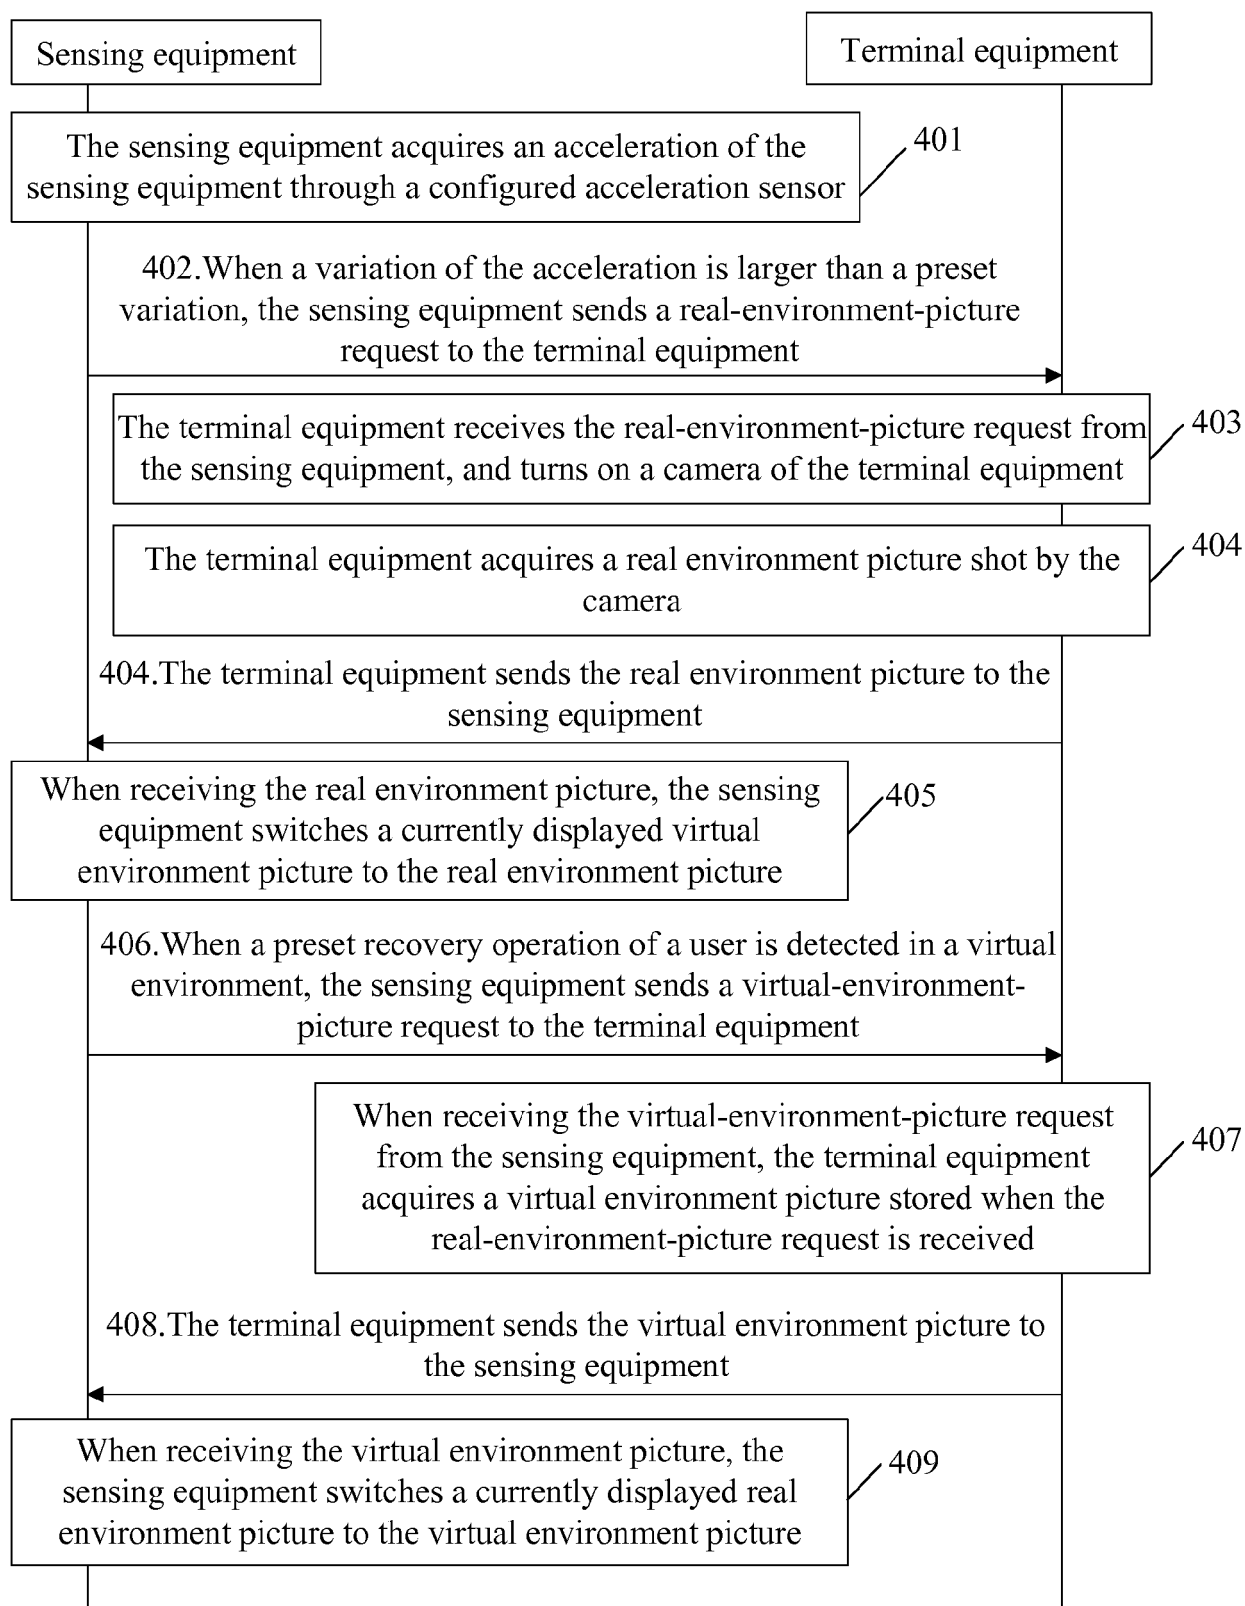 Sensing equipment
Terminal equipment
The sensing equipment acquires an acceleration of the
sensing equipment through a configured acceleration sensor
401
402.When a variation of the acceleration is larger than a preset
variation, the sensing equipment sends a real-environment-picture
request to the terminal equipment
The terminal equipment receives the real-environment-picture request from
the sensing equipment, and turns on a camera of the terminal equipment
403
The terminal equipment acquires a real environment picture shot by the
camera
404
404.The terminal equipment sends the real environment picture to the
sensing equipment
When receiving the real environment picture, the sensing
equipment switches a currently displayed virtual
environment picture to the real environment picture
405
406.When a preset recovery operation of a user is detected in a virtual
environment, the sensing equipment sends a virtual-environment-
picture request to the terminal equipment
When receiving the virtual-environment-picture request
from the sensing equipment, the terminal equipment
acquires a virtual environment picture stored when the
real-environment-picture request is received
407
408.The terminal equipment sends the virtual environment picture to
the sensing equipment
When receiving the virtual environment picture, the
sensing equipment switches a currently displayed real
environment picture to the virtual environment picture
409